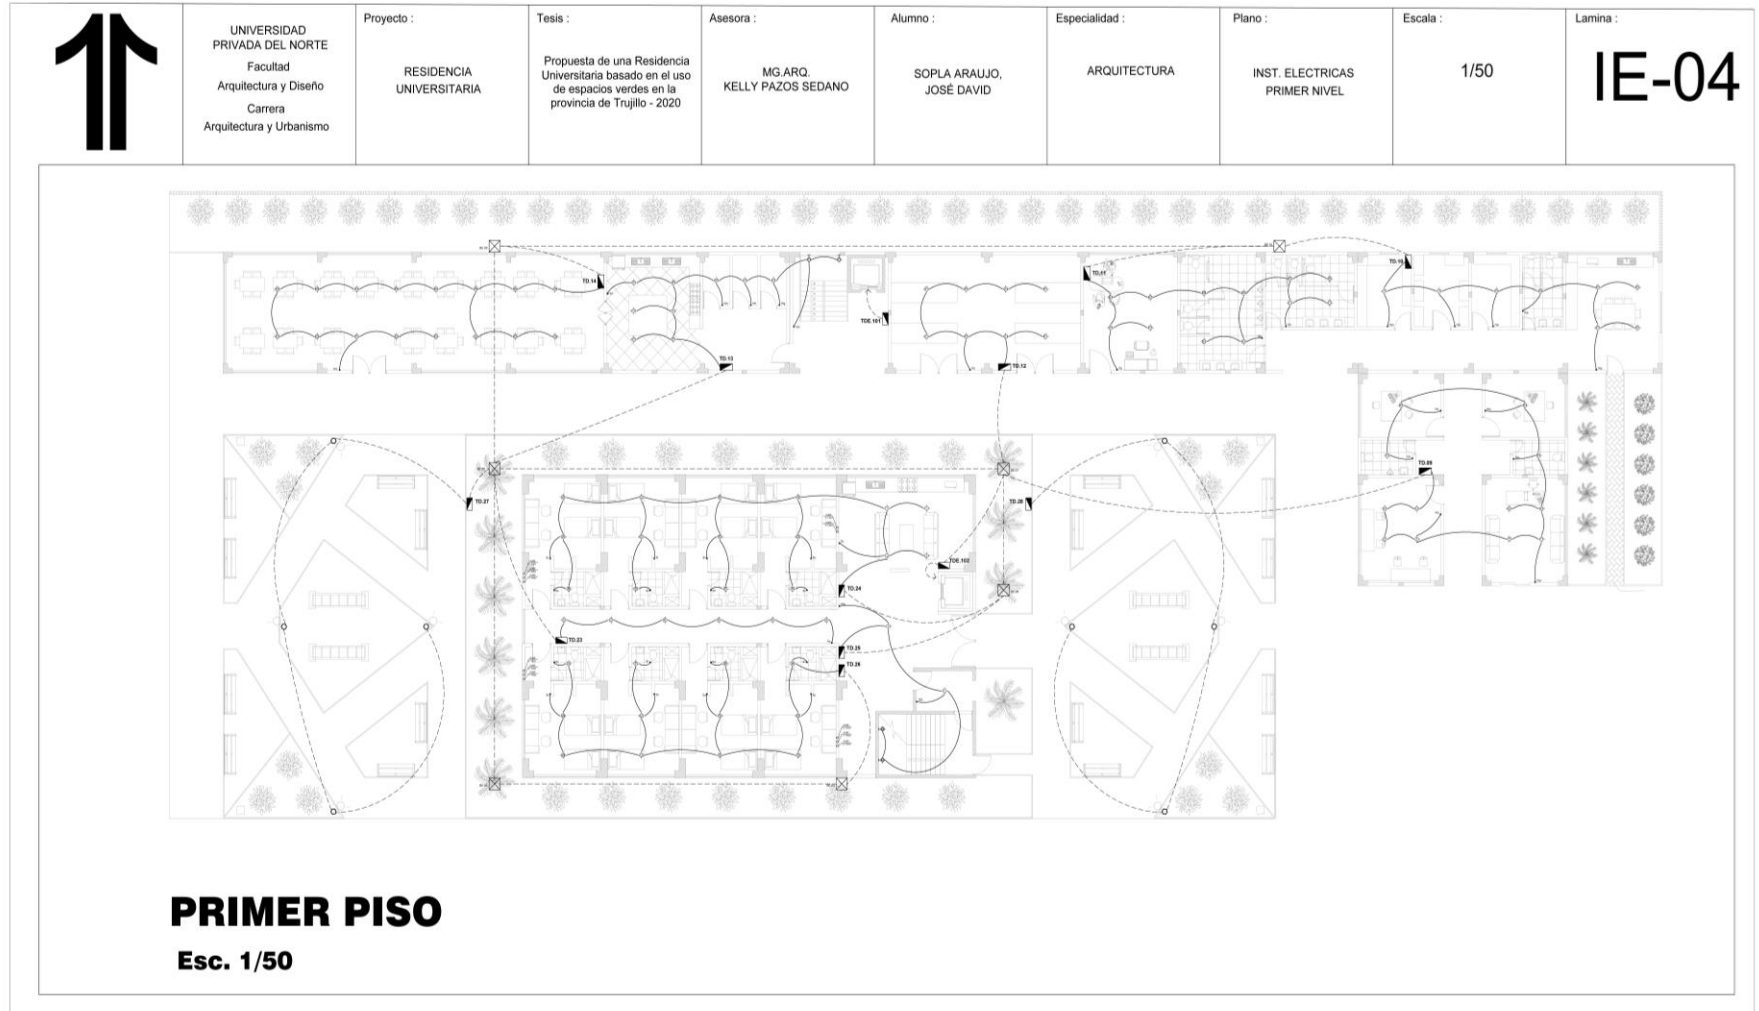 Proyecto :
Tesis :
Asesora :
Alumno :
Especialidad :
Plano :
Escala :
Lamina :
UNIVERSIDAD
PRIVADA DEL NORTE
Facultad
Arquitectura y Diseño
Carrera
Arquitectura y Urbanismo
RESIDENCIA
UNIVERSITARIA
Propuesta de una Residencia
Universitaria basado en el uso
de espacios verdes en la
provincia de Trujillo - 2020
MG.ARQ.
KELLY PAZOS SEDANO
SOPLA ARAUJO,
JOSÉ DAVID
ARQUITECTURA
INST. ELECTRICAS
PRIMER NIVEL
1/50
IE-04
TD.14
TD.11
TD.10
TDE.101
TD.13
TD.12
TD.27
TD.28
TDE.102
TD.24
TD.23
TD.25
TD.26
PRIMER PISO
Esc. 1/50